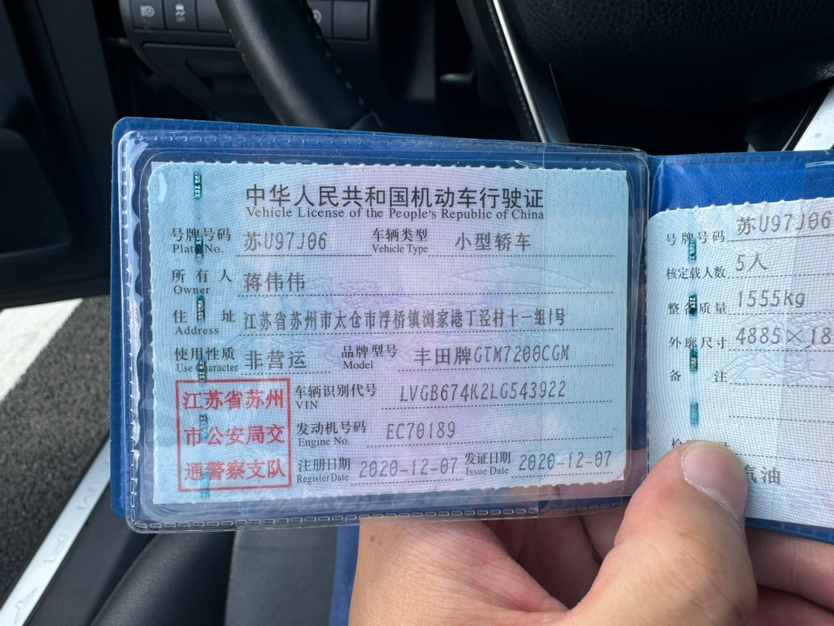 中华人民共和国机动车行驶证
Vehicle License of the People's Republic of China
号牌号码 Plate No. 苏U97J06 车辆类型 Vehicle Type 小型轿车
所有人 Owner 蒋伟伟
住址 Address 江苏省苏州市太仓市浮桥镇浏家港丁泾村十一组1号
使用性质 Use Character 非营运 品牌型号 Model 丰田牌GTM7200CGM
车辆识别代号 VIN LVGB674K2LG543922
发动机号码 Engine No. EC70189
注册日期 Register Date 2020-12-07 发证日期 Issue Date 2020-12-07
江苏省苏州
市公安局交
通警察支队
号牌号码 苏U97J06
核定载人数 5人
整备质量 1555kg
外廓尺寸 4885×18
备注
汽油